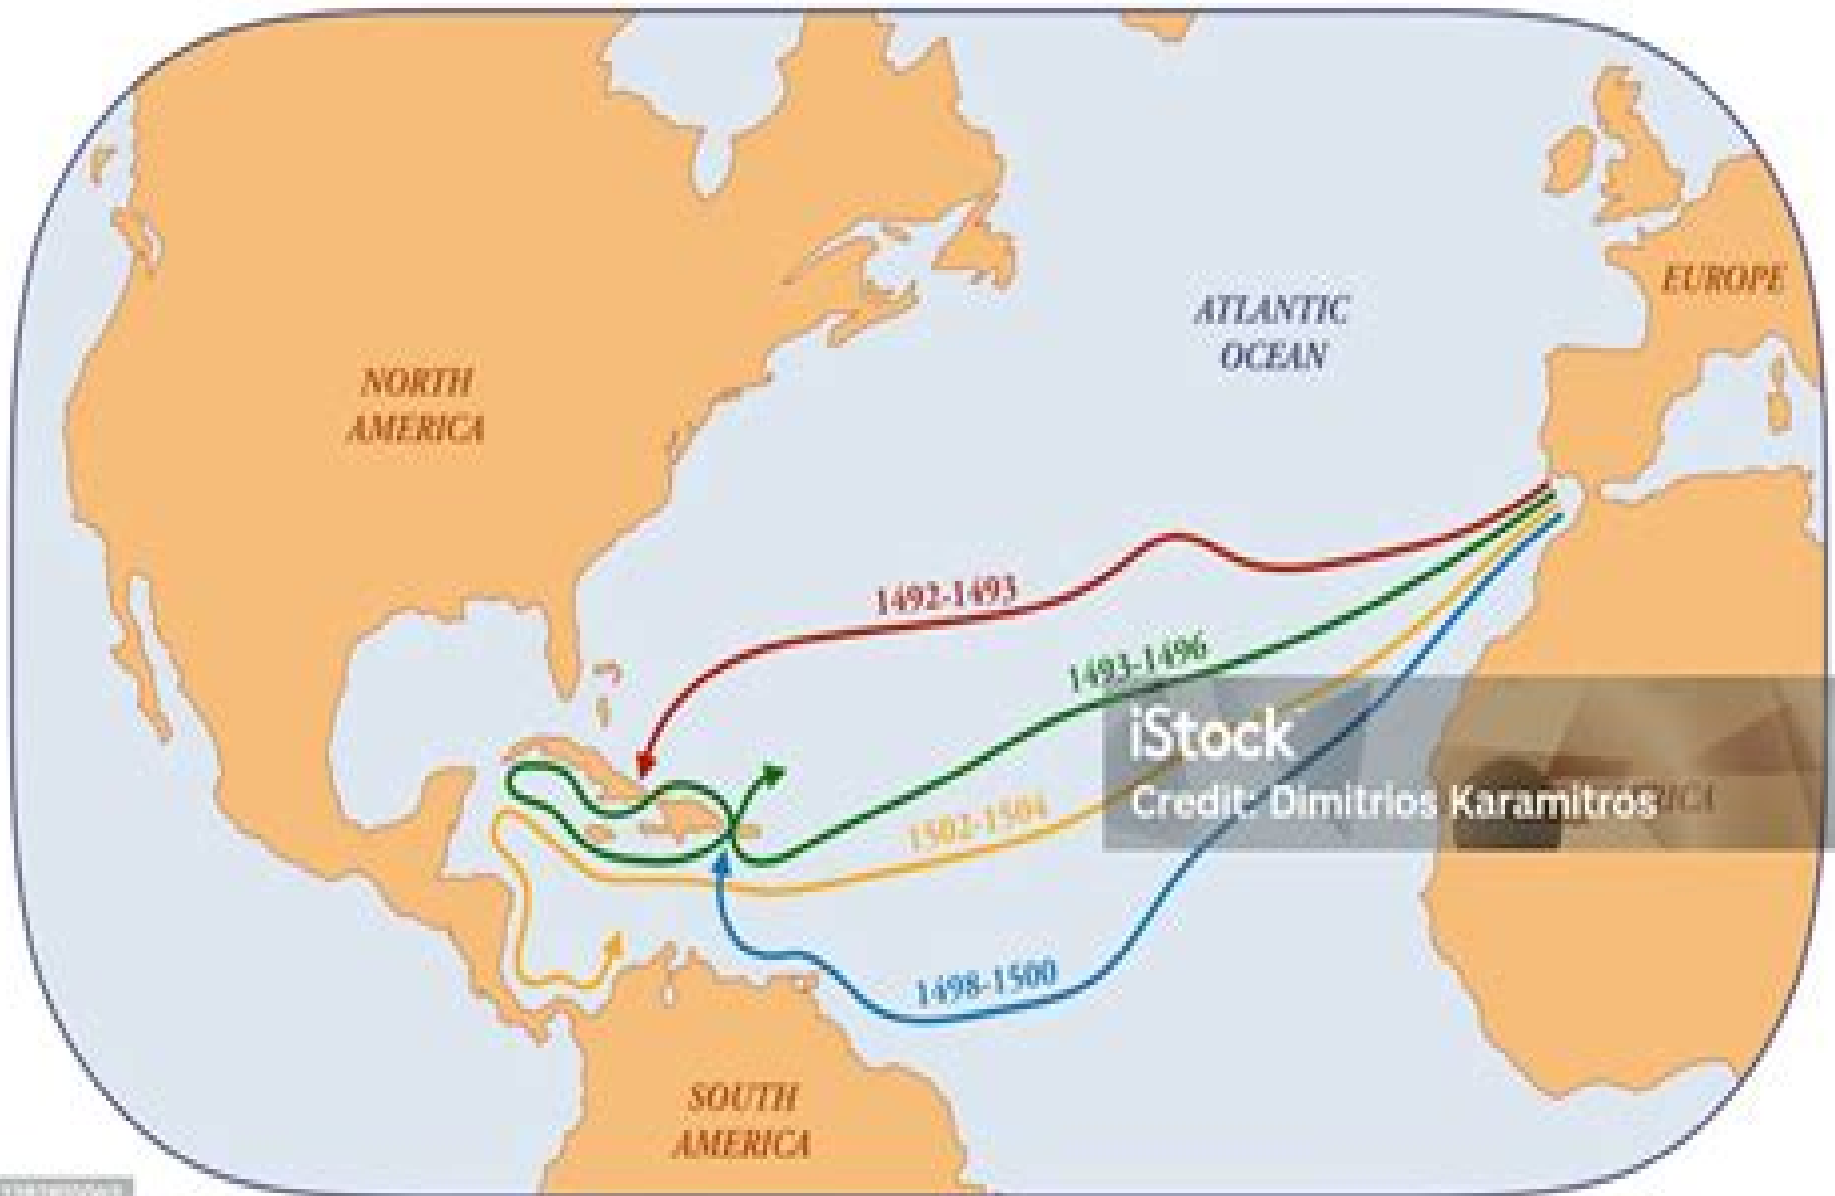 NORTH
AMERICA
ATLANTIC
OCEAN
EUROPE
1492-1493
1493-1496
iStock
Credit: Dimitrios Karamitros
1502-1504
1498-1500
SOUTH
AMERICA